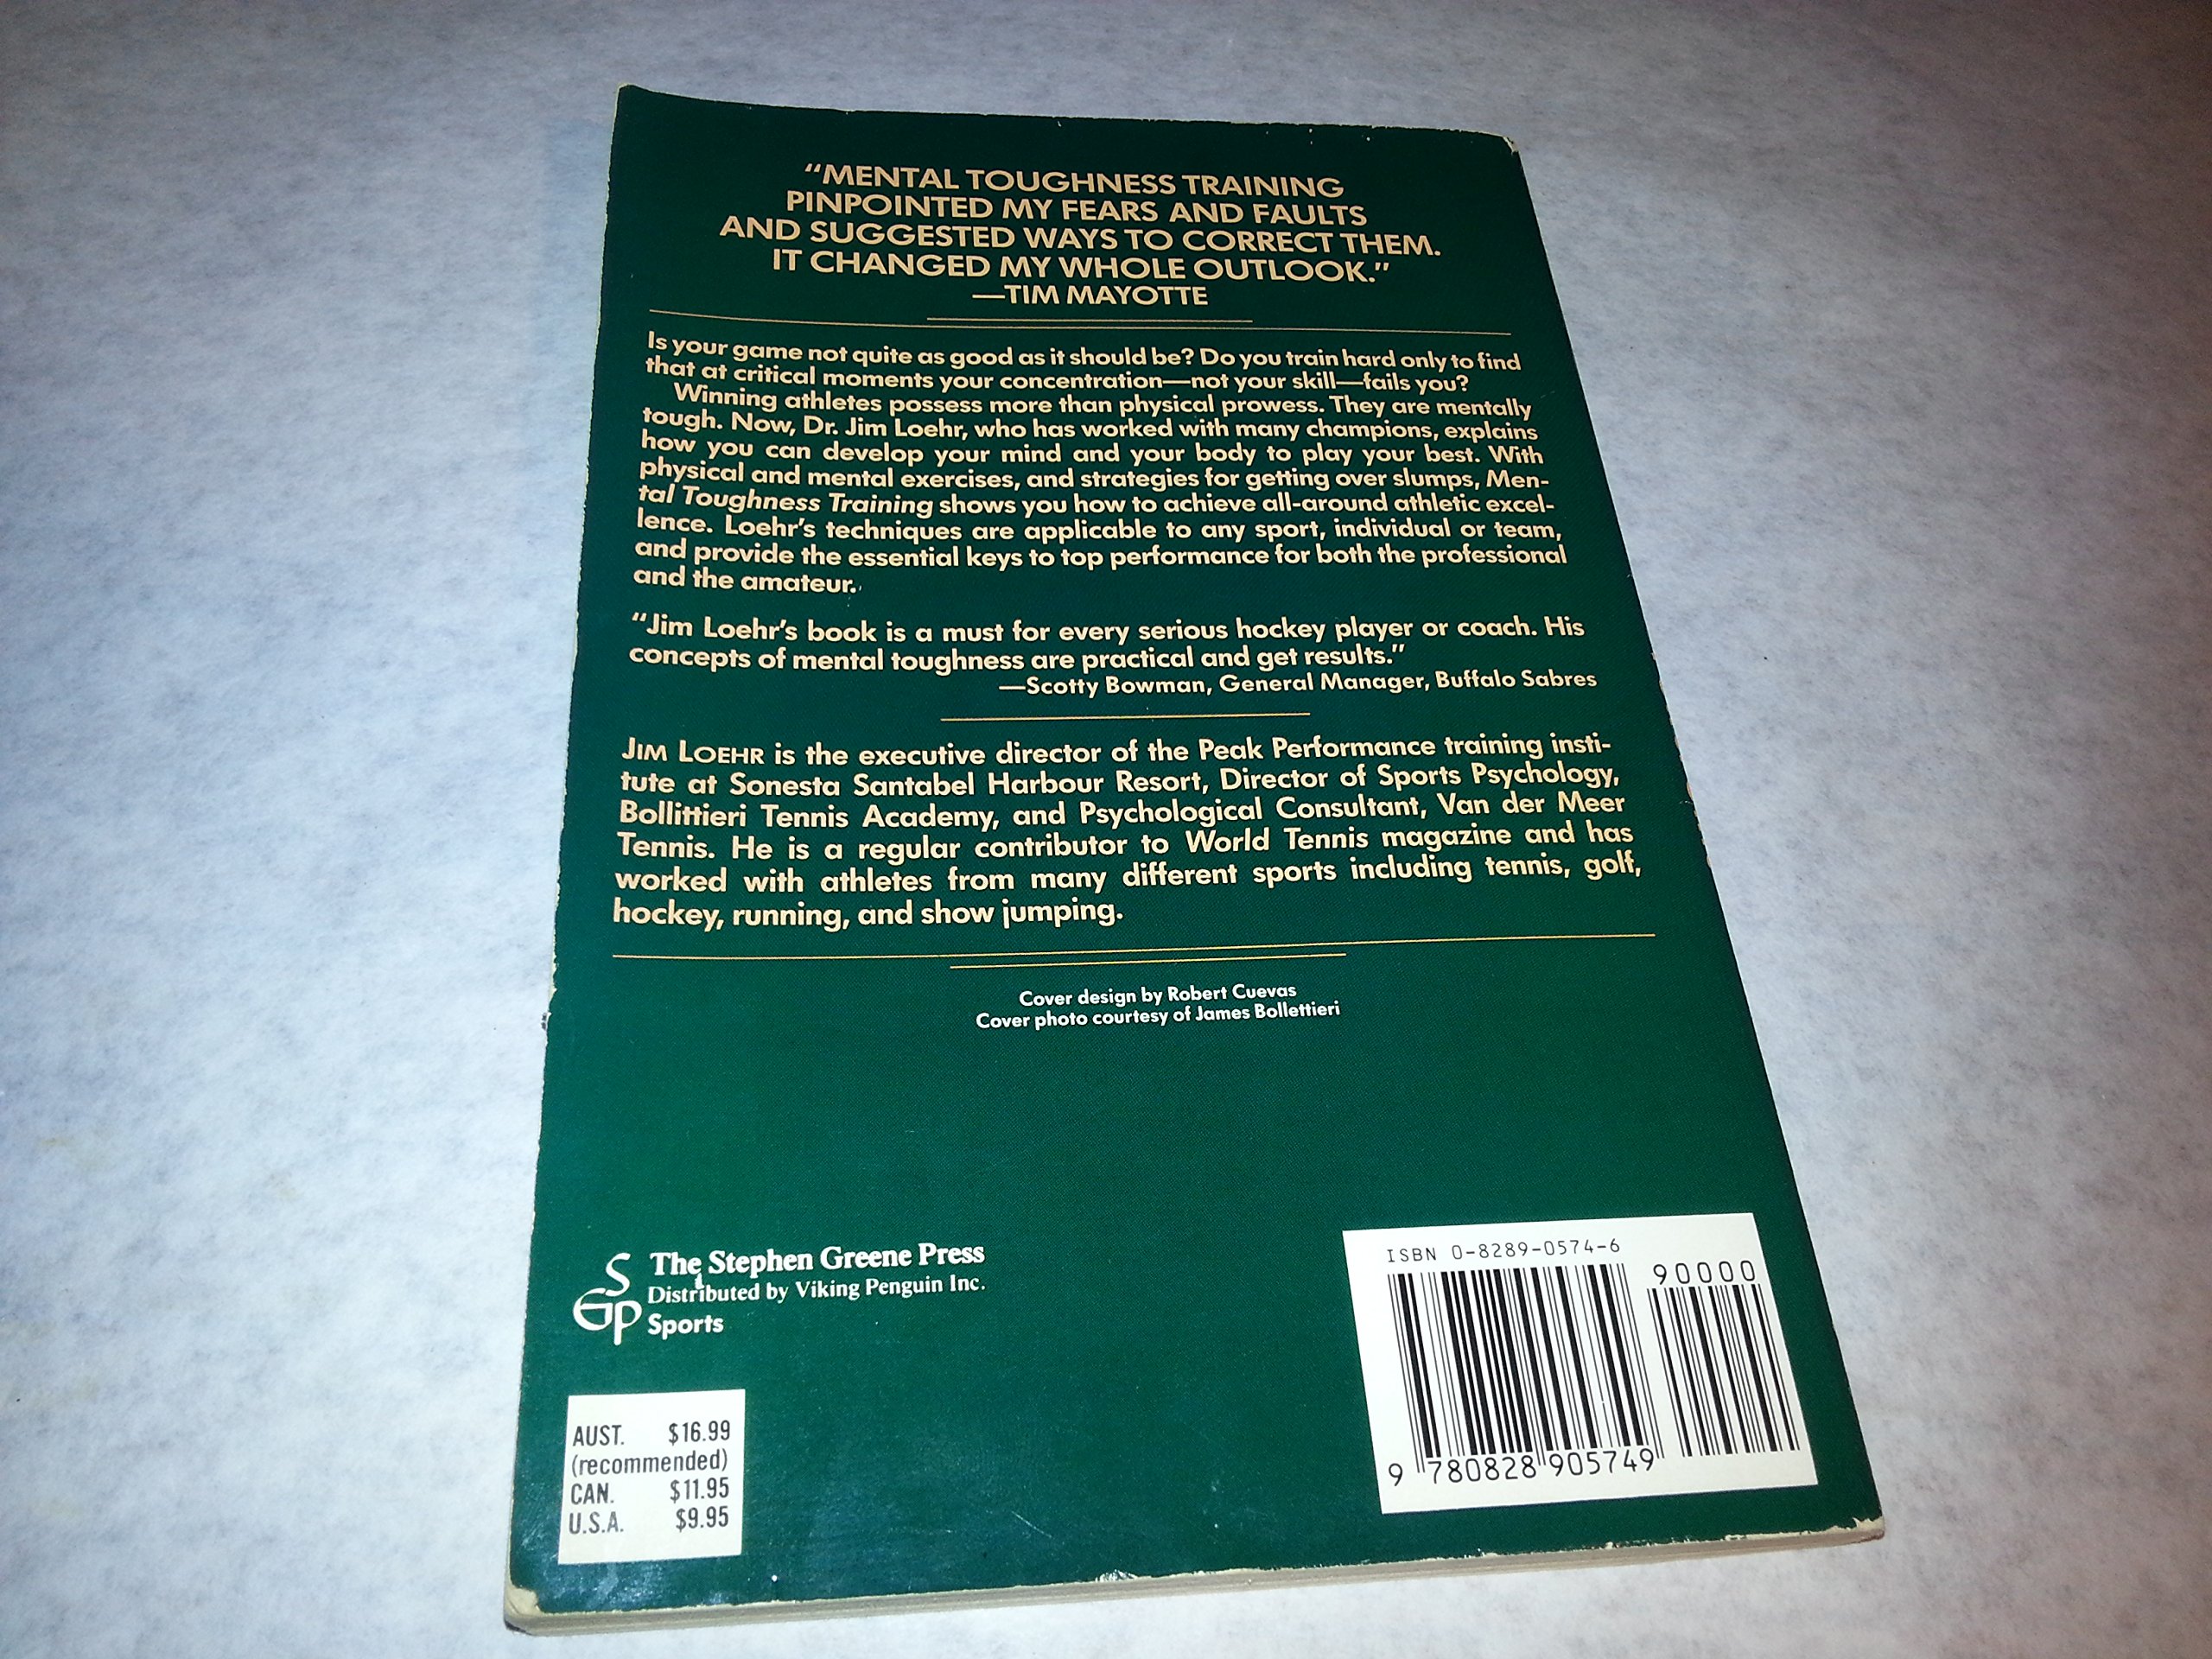 “MENTAL TOUGHNESS TRAINING
PINPOINTED MY FEARS AND FAULTS
AND SUGGESTED WAYS TO CORRECT THEM.
IT CHANGED MY WHOLE OUTLOOK.”
—TIM MAYOTTE
Is your game not quite as good as it should be? Do you train hard only to find
that at critical moments your concentration—not your skill—fails you?
Winning athletes possess more than physical prowess. They are mentally
tough. Now, Dr. Jim Loehr, who has worked with many champions, explains
how you can develop your mind and your body to play your best. With
physical and mental exercises, and strategies for getting over slumps, Men-
tal Toughness Training shows you how to achieve all-around athletic excel-
lence. Loehr’s techniques are applicable to any sport, individual or team,
and provide the essential keys to top performance for both the professional
and the amateur.
“Jim Loehr’s book is a must for every serious hockey player or coach. His
concepts of mental toughness are practical and get results.”
—Scotty Bowman, General Manager, Buffalo Sabres
JIM LOEHR is the executive director of the Peak Performance training insti-
tute at Sonesta Santabel Harbour Resort, Director of Sports Psychology,
Bollittieri Tennis Academy, and Psychological Consultant, Van der Meer
Tennis. He is a regular contributor to World Tennis magazine and has
worked with athletes from many different sports including tennis, golf,
hockey, running, and show jumping.
Cover design by Robert Cuevas
Cover photo courtesy of James Bollettieri
SGP
The Stephen Greene Press
Distributed by Viking Penguin Inc.
Sports
AUST. $16.99
(recommended)
CAN. $11.95
U.S.A. $9.95
ISBN 0-8289-0574-6
90000
9 780828 905749